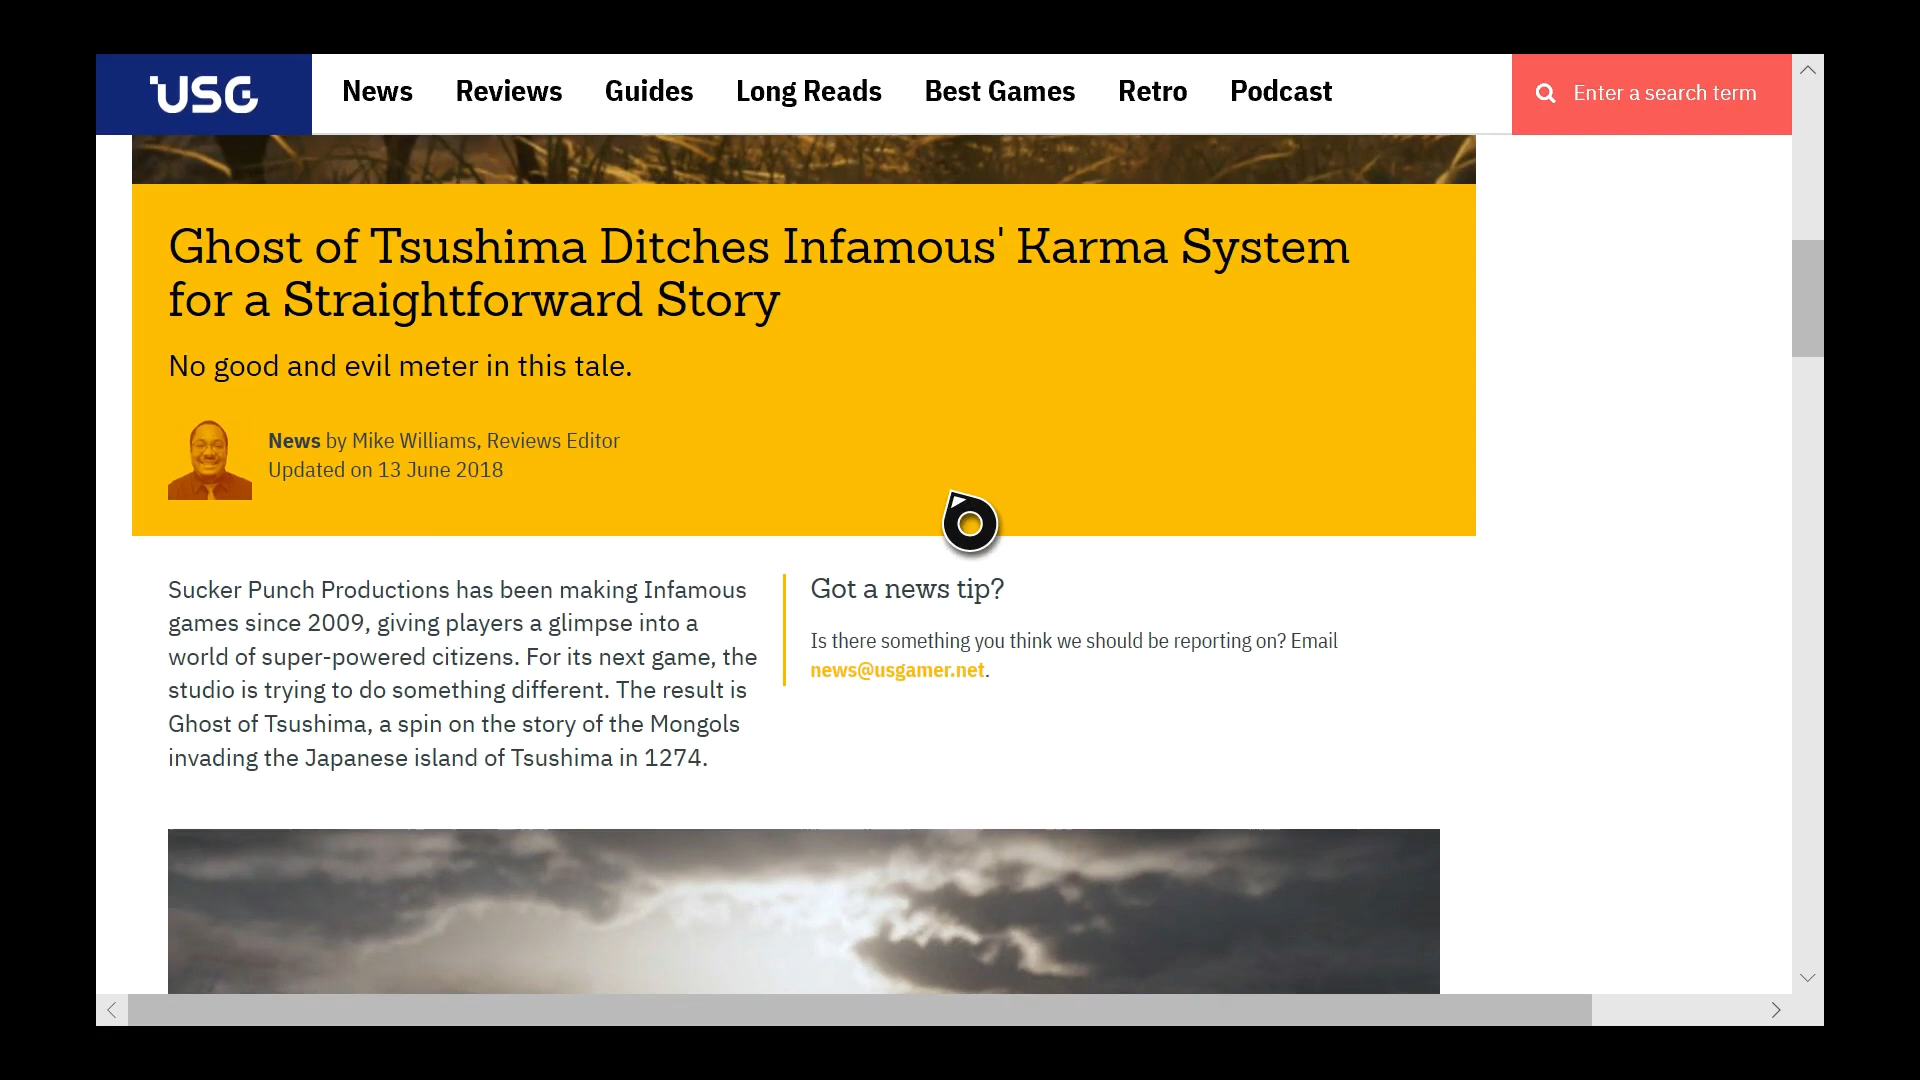 USG
News Reviews Guides Long Reads Best Games Retro Podcast
Enter a search term
Ghost of Tsushima Ditches Infamous' Karma System
for a Straightforward Story
No good and evil meter in this tale.
News by Mike Williams, Reviews Editor
Updated on 13 June 2018
Sucker Punch Productions has been making Infamous
games since 2009, giving players a glimpse into a
world of super-powered citizens. For its next game, the
studio is trying to do something different. The result is
Ghost of Tsushima, a spin on the story of the Mongols
invading the Japanese island of Tsushima in 1274.
Got a news tip?
Is there something you think we should be reporting on? Email
news@usgamer.net.